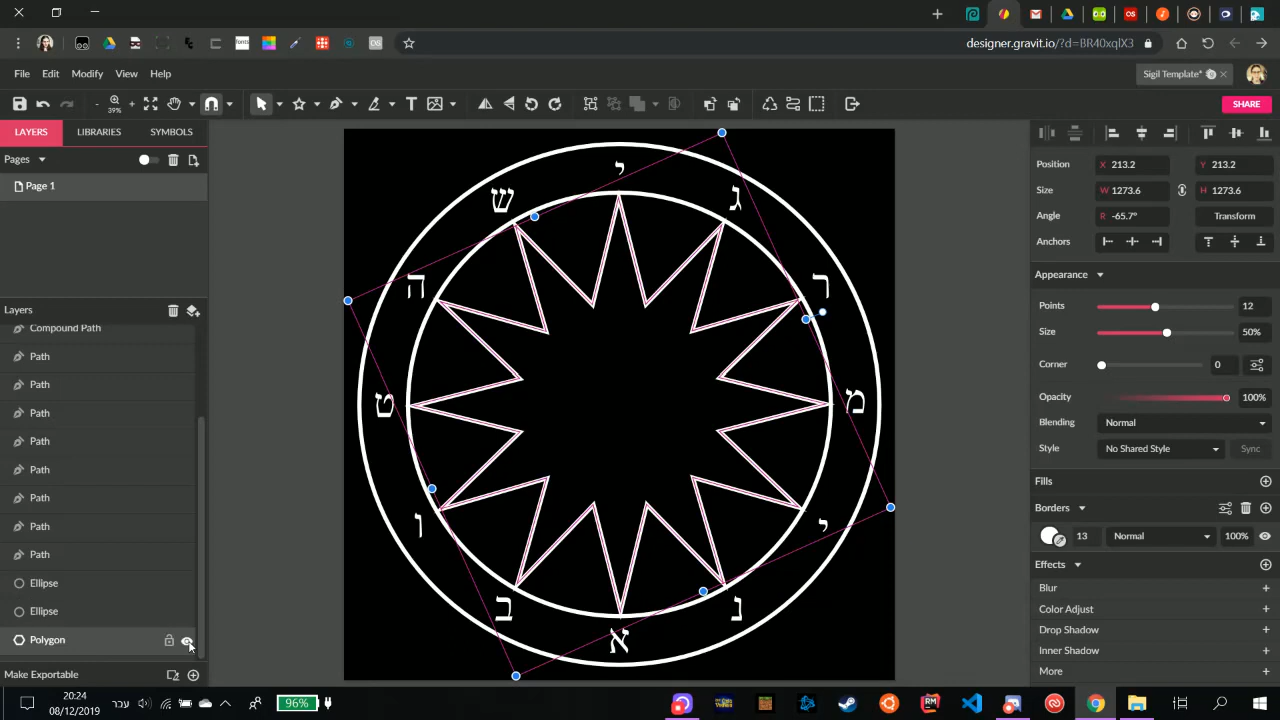 designer.gravit.io/?d=BR40xqlX3
File Edit Modify View Help
Sigil Template*
39%
SHARE
LAYERS LIBRARIES SYMBOLS
Pages
Page 1
Layers
Compound Path
Path
Path
Path
Path
Path
Path
Path
Path
Ellipse
Ellipse
Polygon
Make Exportable
י
ש
ג
ה
ר
ט
מ
ו
י
ב
נ
א
Position X 213.2 Y 213.2
Size W 1273.6 H 1273.6
Angle R -65.7° Transform
Anchors
Appearance
Points 12
Size 50%
Corner 0
Opacity 100%
Blending Normal
Style No Shared Style Sync
Fills
Borders
13 Normal 100%
Effects
Blur
Color Adjust
Drop Shadow
Inner Shadow
More
20:24
08/12/2019
עבר
96%